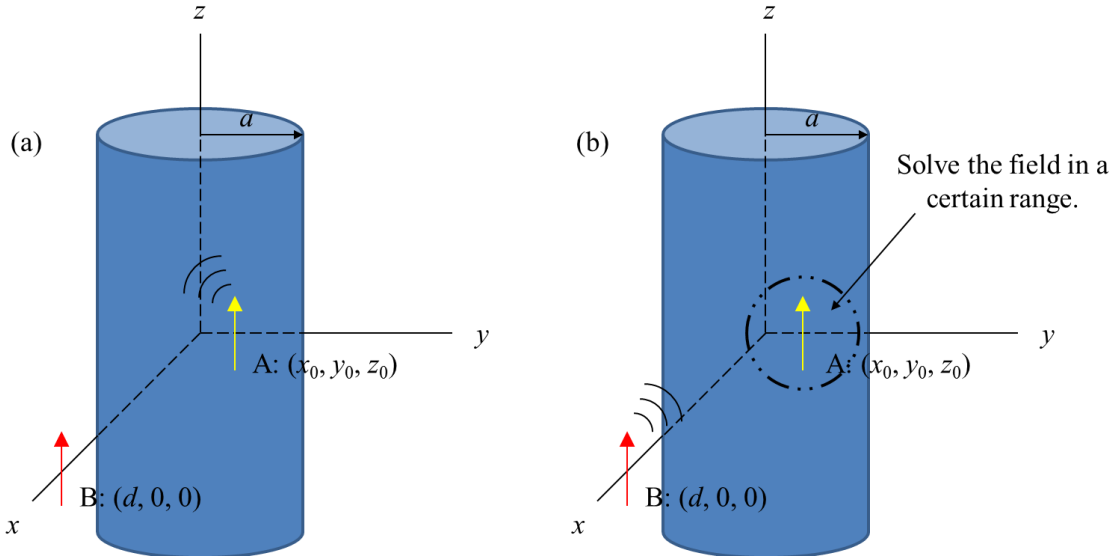 z
a
(a)
y
A: (x₀, y₀, z₀)
B: (d, 0, 0)
x
z
a
(b)
Solve the field in a
certain range.
y
A: (x₀, y₀, z₀)
B: (d, 0, 0)
x